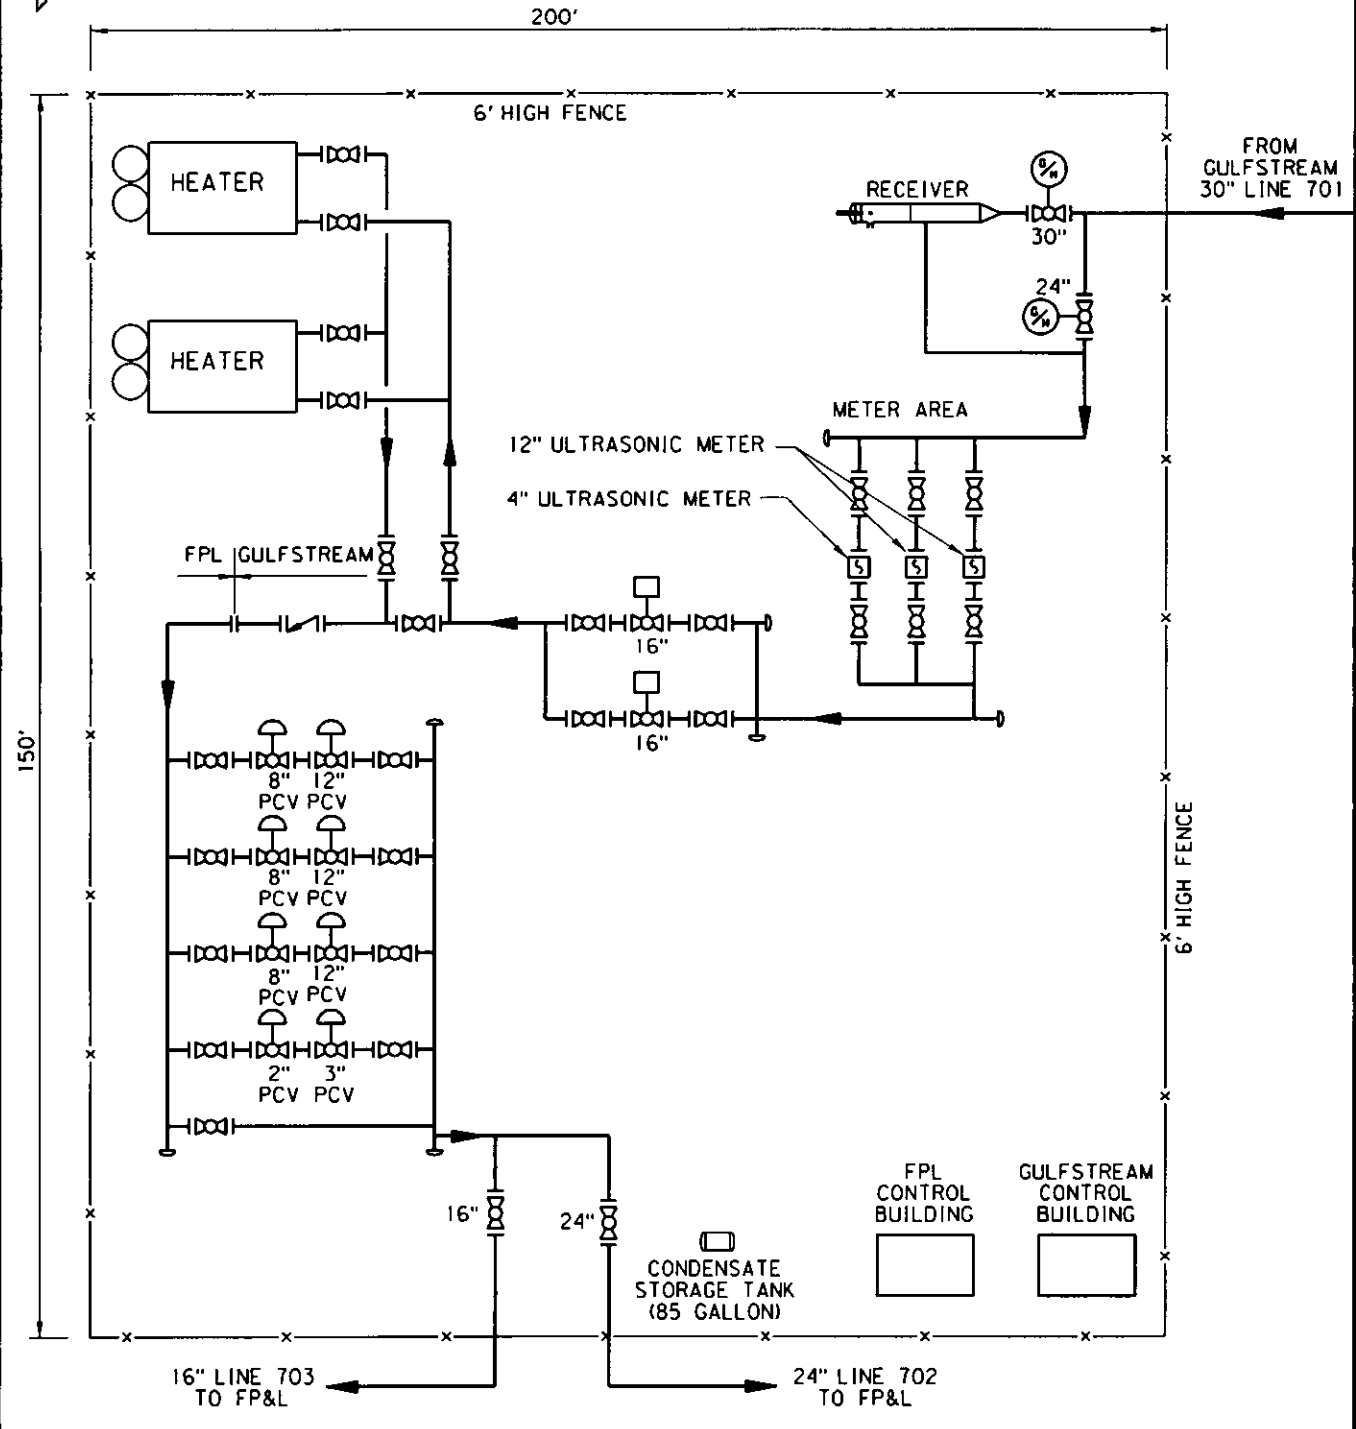 200'
6' HIGH FENCE
FROM
GULFSTREAM
30" LINE 701
HEATER
RECEIVER
G/H
30"
24"
G/H
HEATER
METER AREA
12" ULTRASONIC METER
4" ULTRASONIC METER
FPL GULFSTREAM
S S S
16"
16"
150'
8" 12"
PCV PCV
8" 12"
PCV PCV
6' HIGH FENCE
8" 12"
PCV PCV
2" 3"
PCV PCV
16"
24"
FPL
CONTROL
BUILDING
GULFSTREAM
CONTROL
BUILDING
CONDENSATE
STORAGE TANK
(85 GALLON)
16" LINE 703
TO FP&L
24" LINE 702
TO FP&L